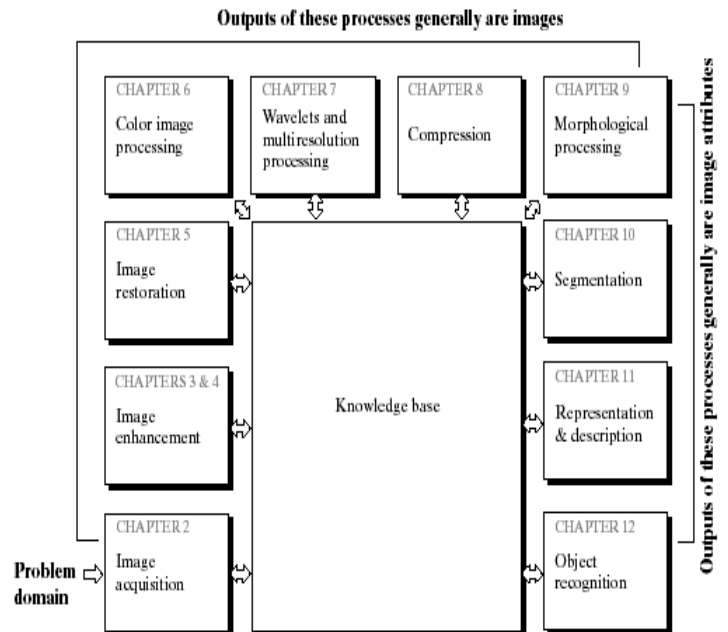 Outputs of these processes generally are images
CHAPTER 6
Color image
processing
CHAPTER 7
Wavelets and
multiresolution
processing
CHAPTER 8
Compression
CHAPTER 9
Morphological
processing
CHAPTER 5
Image
restoration
CHAPTERS 3 & 4
Image
enhancement
CHAPTER 2
Image
acquisition
Problem
domain
Knowledge base
CHAPTER 10
Segmentation
CHAPTER 11
Representation
& description
CHAPTER 12
Object
recognition
Outputs of these processes generally are image attributes